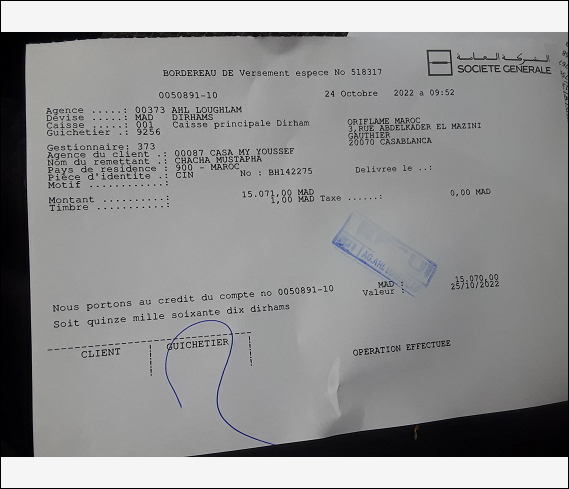 BORDEREAU DE Versement espece No 518317
الشركة العامة
SOCIETE GENERALE
0050891-10
24 Octobre 2022 a 09:52
Agence .....: 00373 AHL LOUGHLAM
Devise .....: MAD DIRHAMS
Caisse .....: 001 Caisse principale Dirham
Guichetier .: 9256
ORIFLAME MAROC
3,RUE ABDELKADER EL MAZINI
GAUTHIER
20070 CASABLANCA
Gestionnaire: 373
Agence du client .: 00087 CASA MY YOUSSEF
Nom du remettant .: CHACHA MUSTAPHA
Pays de residence : 900 - MAROC
Pièce d'identite .: CIN No : BH142275 Delivree le ..:
Motif ............:
Montant ..........: 15.071,00 MAD
Timbre ...........: 1,00 MAD Taxe ......: 0,00 MAD
AG.AHL
Nous portons au credit du compte no 0050891-10 MAD : 15.070,00
Valeur : 25/10/2022
Soit quinze mille soixante dix dirhams
CLIENT
GUICHETIER
OPERATION EFFECTUEE